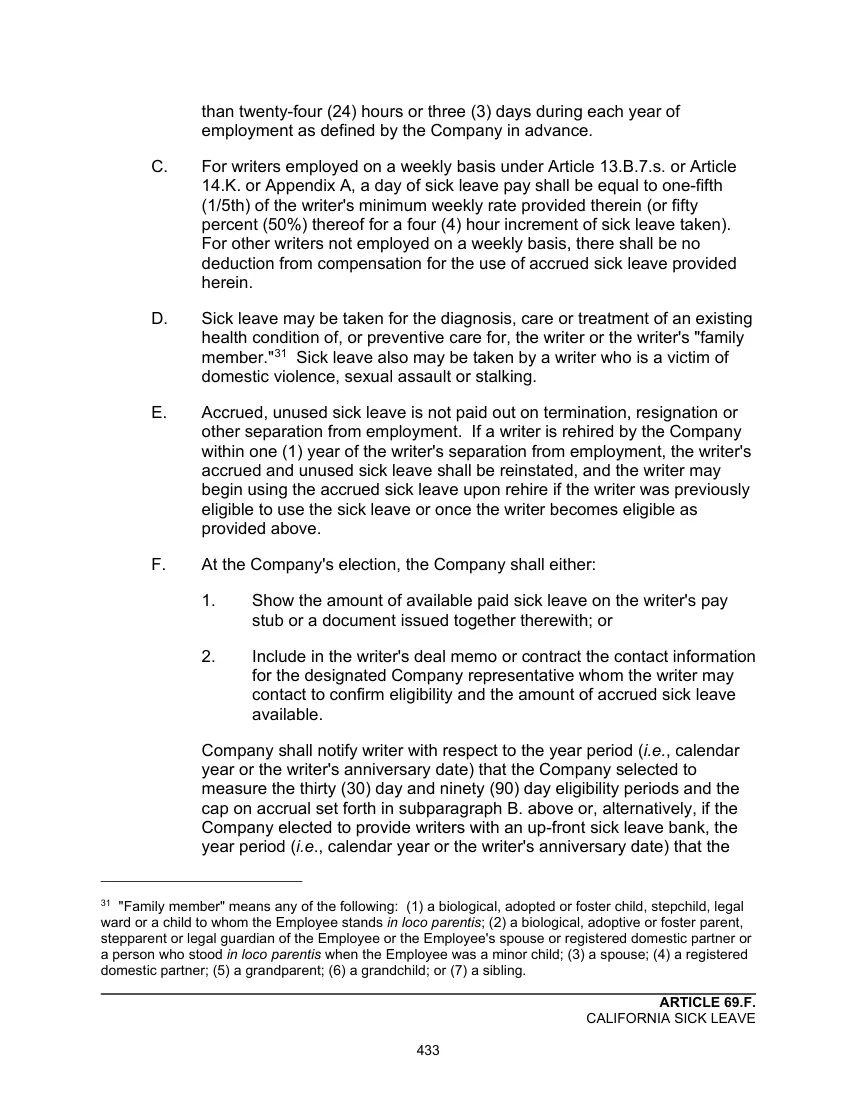 than twenty-four (24) hours or three (3) days during each year of
employment as defined by the Company in advance.
C. For writers employed on a weekly basis under Article 13.B.7.s. or Article
14.K. or Appendix A, a day of sick leave pay shall be equal to one-fifth
(1/5th) of the writer's minimum weekly rate provided therein (or fifty
percent (50%) thereof for a four (4) hour increment of sick leave taken).
For other writers not employed on a weekly basis, there shall be no
deduction from compensation for the use of accrued sick leave provided
herein.
D. Sick leave may be taken for the diagnosis, care or treatment of an existing
health condition of, or preventive care for, the writer or the writer's "family
member."31 Sick leave also may be taken by a writer who is a victim of
domestic violence, sexual assault or stalking.
E. Accrued, unused sick leave is not paid out on termination, resignation or
other separation from employment. If a writer is rehired by the Company
within one (1) year of the writer's separation from employment, the writer's
accrued and unused sick leave shall be reinstated, and the writer may
begin using the accrued sick leave upon rehire if the writer was previously
eligible to use the sick leave or once the writer becomes eligible as
provided above.
F. At the Company's election, the Company shall either:
1. Show the amount of available paid sick leave on the writer's pay
stub or a document issued together therewith; or
2. Include in the writer's deal memo or contract the contact information
for the designated Company representative whom the writer may
contact to confirm eligibility and the amount of accrued sick leave
available.
Company shall notify writer with respect to the year period (i.e., calendar
year or the writer's anniversary date) that the Company selected to
measure the thirty (30) day and ninety (90) day eligibility periods and the
cap on accrual set forth in subparagraph B. above or, alternatively, if the
Company elected to provide writers with an up-front sick leave bank, the
year period (i.e., calendar year or the writer's anniversary date) that the
31 "Family member" means any of the following: (1) a biological, adopted or foster child, stepchild, legal
ward or a child to whom the Employee stands in loco parentis; (2) a biological, adoptive or foster parent,
stepparent or legal guardian of the Employee or the Employee's spouse or registered domestic partner or
a person who stood in loco parentis when the Employee was a minor child; (3) a spouse; (4) a registered
domestic partner; (5) a grandparent; (6) a grandchild; or (7) a sibling.
ARTICLE 69.F.
CALIFORNIA SICK LEAVE
433